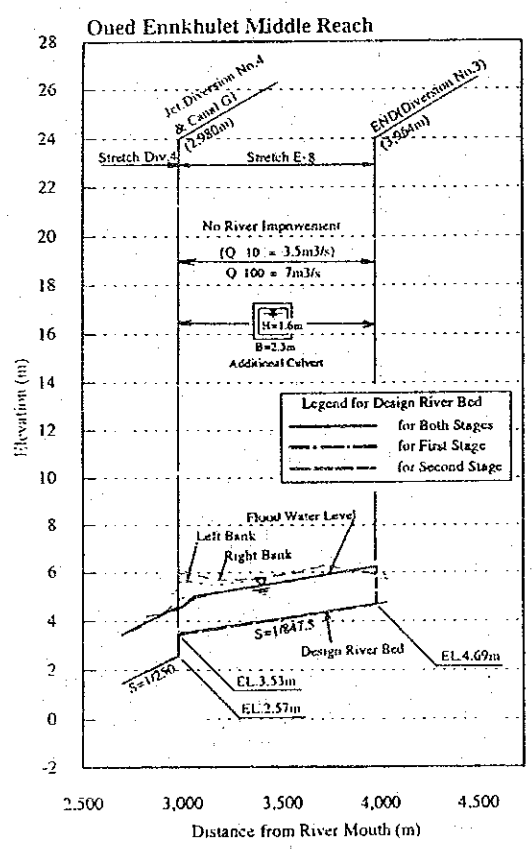 Oued Ennkhulet Middle Reach
28
26
24
22
20
18
16
14
12
10
8
6
4
2
0
-2
Elevation (m)
Jct.Diversion No.4
& Canal G1
(2,980m)
END(Diversion No.3)
(3,964m)
Stretch Div.4
Stretch E-8
No River Improvement
(Q 10 = 3.5m3/s)
Q 100 = 7m3/s
H=1.6m
B=2.3m
Additional Culvert
Legend for Design River Bed
for Both Stages
for First Stage
for Second Stage
Flood Water Level
Left Bank
Right Bank
S=1/847.5
Design River Bed
S=1/250
EL.3.53m
EL.2.57m
EL.4.69m
2,500
3,000
3,500
4,000
4,500
Distance from River Mouth (m)